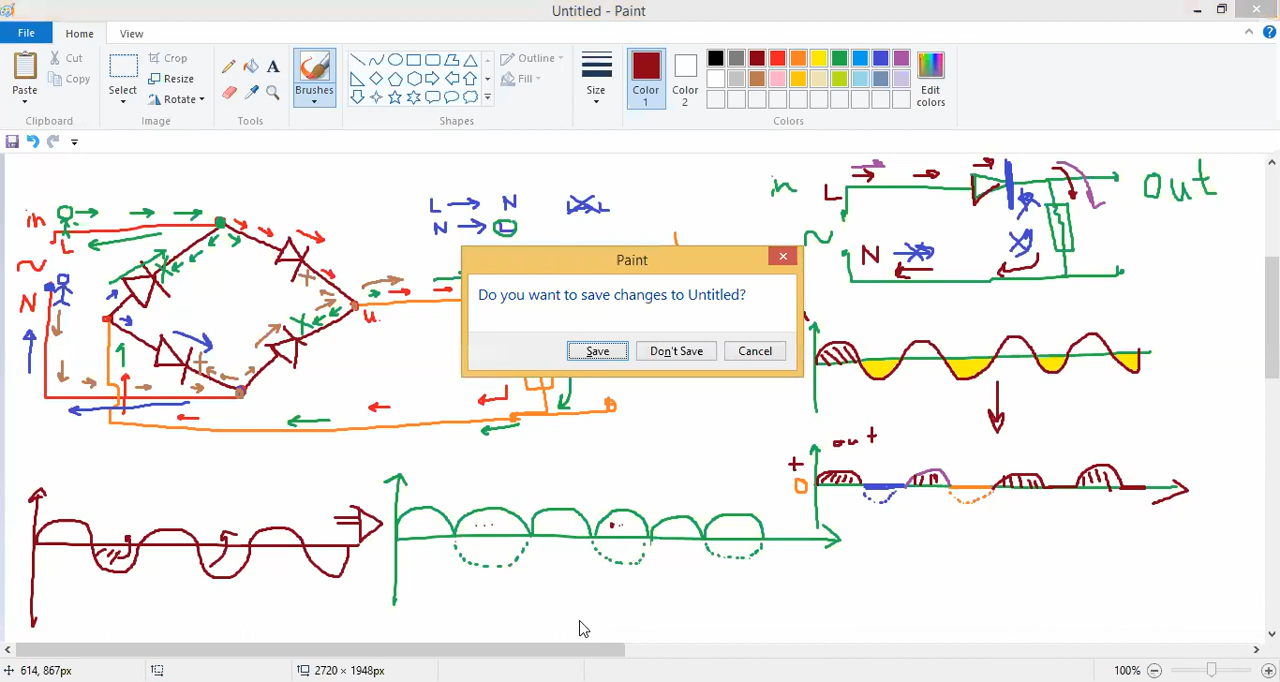 Untitled - Paint
File Home View
Cut
Copy
Paste
Clipboard
Select
Crop
Resize
Rotate
Image
Tools
Brushes
Outline
Fill
Shapes
Size
Color 1
Color 2
Edit colors
Colors
in
L
~
N
L → N
N → L
u.
in
L
~
N
out
Paint
Do you want to save changes to Untitled?
Save Don't Save Cancel
out
+
0
614, 867px
2720 × 1948px
100%